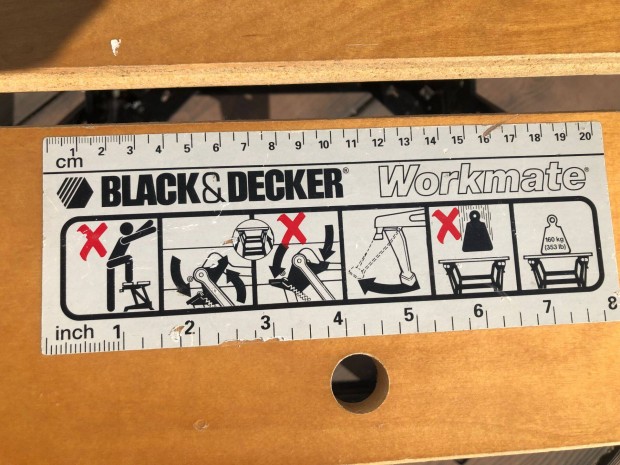 1 2 3 4 5 6 7 8 9 10 11 12 13 14 15 16 17 18 19 20
cm
BLACK&DECKER® Workmate®
160 kg
(353 lb)
inch 1 2 3 4 5 6 7 8